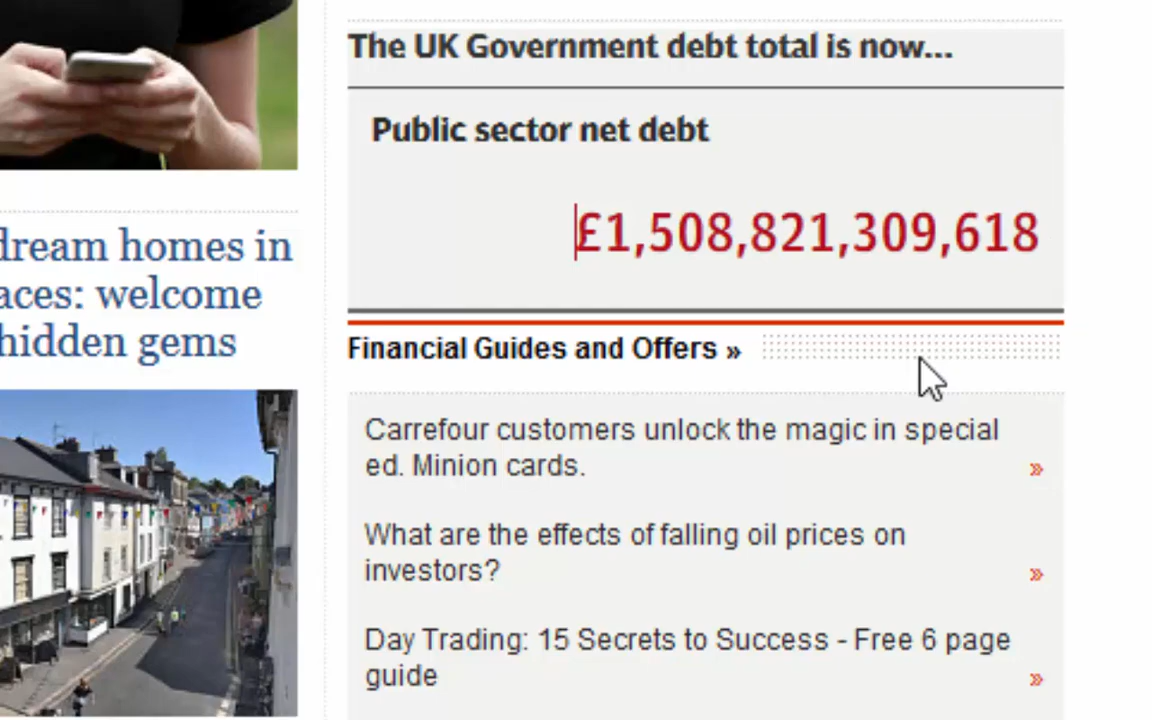 The UK Government debt total is now...
Public sector net debt
£1,508,821,309,618
dream homes in
aces: welcome
hidden gems
Financial Guides and Offers »
Carrefour customers unlock the magic in special
ed. Minion cards.
»
What are the effects of falling oil prices on
investors?
»
Day Trading: 15 Secrets to Success - Free 6 page
guide
»